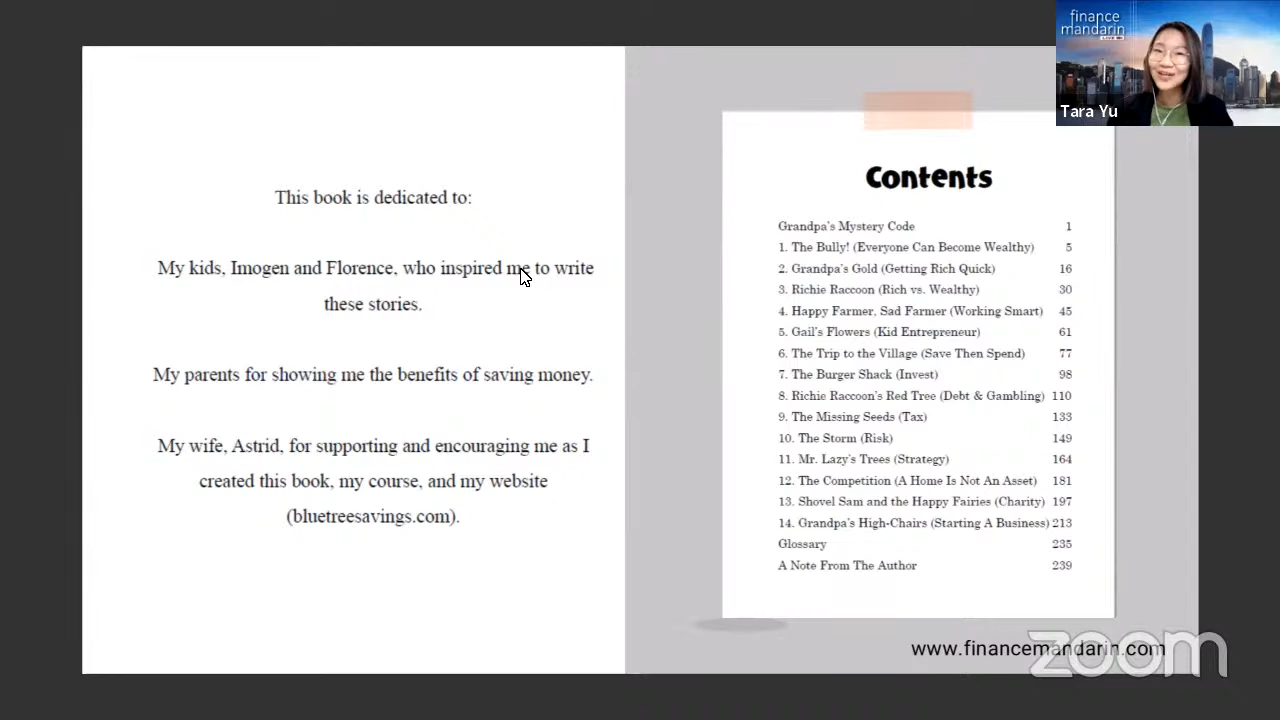 This book is dedicated to:
My kids, Imogen and Florence, who inspired me to write
these stories.
My parents for showing me the benefits of saving money.
My wife, Astrid, for supporting and encouraging me as I
created this book, my course, and my website
(bluetreesavings.com).
Contents
Grandpa's Mystery Code 1
1. The Bully! (Everyone Can Become Wealthy) 5
2. Grandpa's Gold (Getting Rich Quick) 16
3. Richie Raccoon (Rich vs. Wealthy) 30
4. Happy Farmer, Sad Farmer (Working Smart) 45
5. Gail's Flowers (Kid Entrepreneur) 61
6. The Trip to the Village (Save Then Spend) 77
7. The Burger Shack (Invest) 98
8. Richie Raccoon's Red Tree (Debt & Gambling) 110
9. The Missing Seeds (Tax) 133
10. The Storm (Risk) 149
11. Mr. Lazy's Trees (Strategy) 164
12. The Competition (A Home Is Not An Asset) 181
13. Shovel Sam and the Happy Fairies (Charity) 197
14. Grandpa's High-Chairs (Starting A Business) 213
Glossary 235
A Note From The Author 239
www.financemandarin.com
zoom
finance
mandarin
Tara Yu